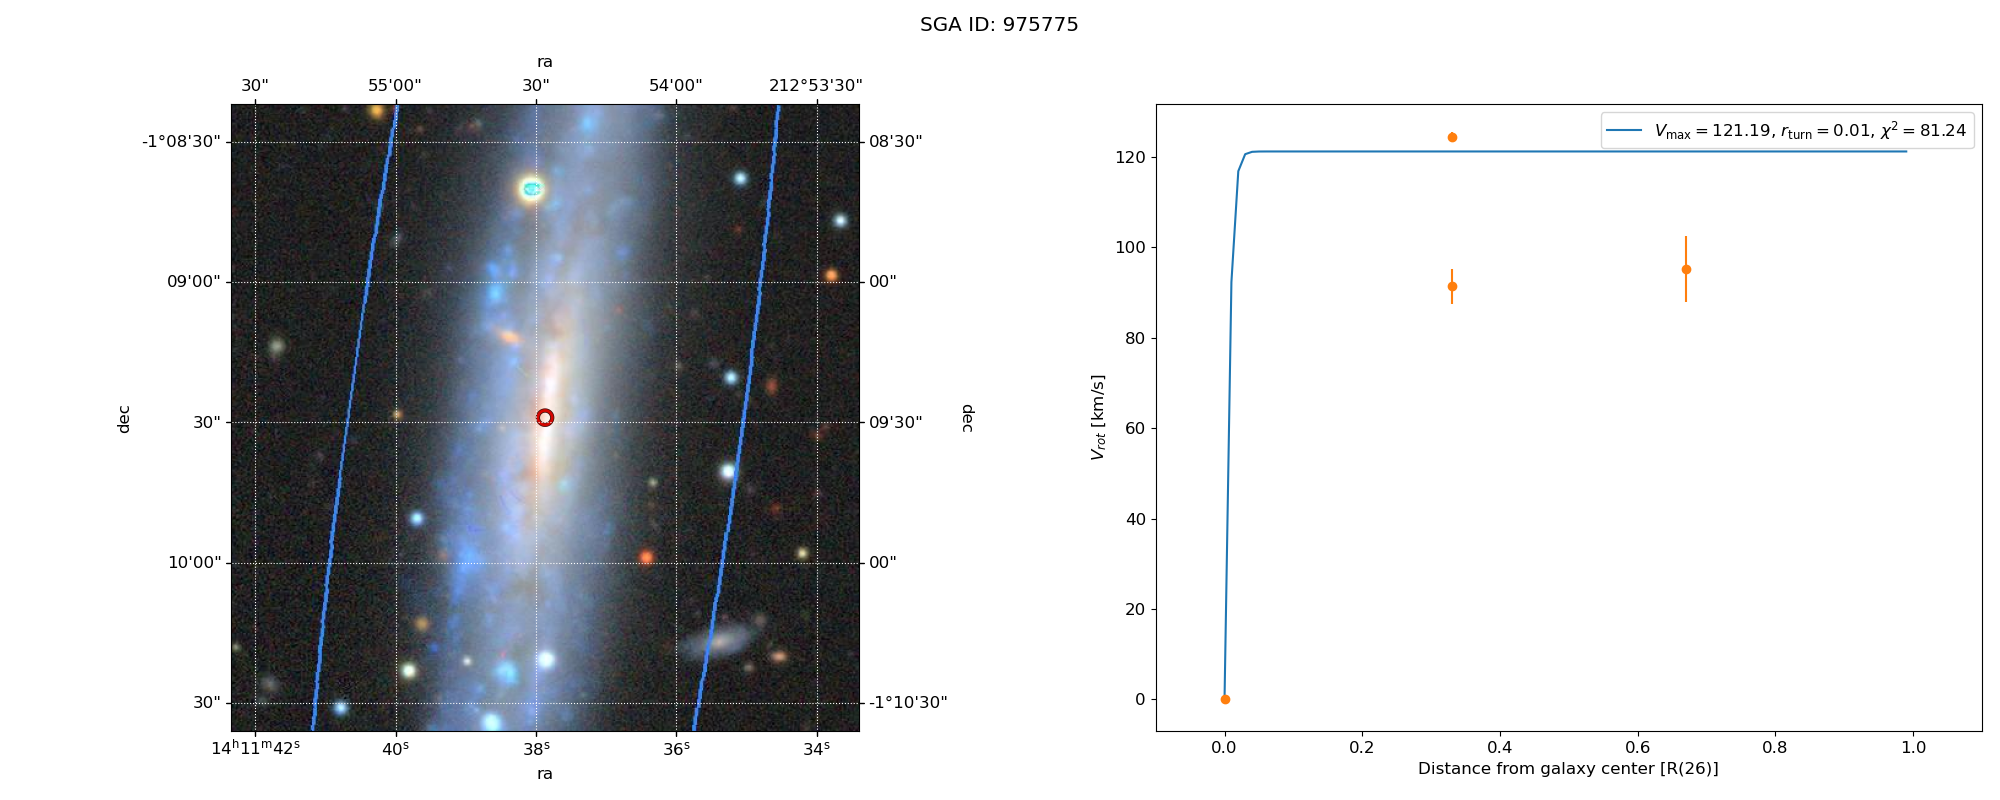 SGA ID: 975775
ra
30" 55'00" 30" 54'00" 212°53'30"
-1°08'30" 08'30"
09'00" 00"
30" 09'30"
10'00" 00"
30" -1°10'30"
dec
dec
14ʰ11ᵐ42ˢ 40ˢ 38ˢ 36ˢ 34ˢ
ra
V_max = 121.19, r_turn = 0.01, χ² = 81.24
120
100
80
60
40
20
0
V_rot [km/s]
0.0 0.2 0.4 0.6 0.8 1.0
Distance from galaxy center [R(26)]